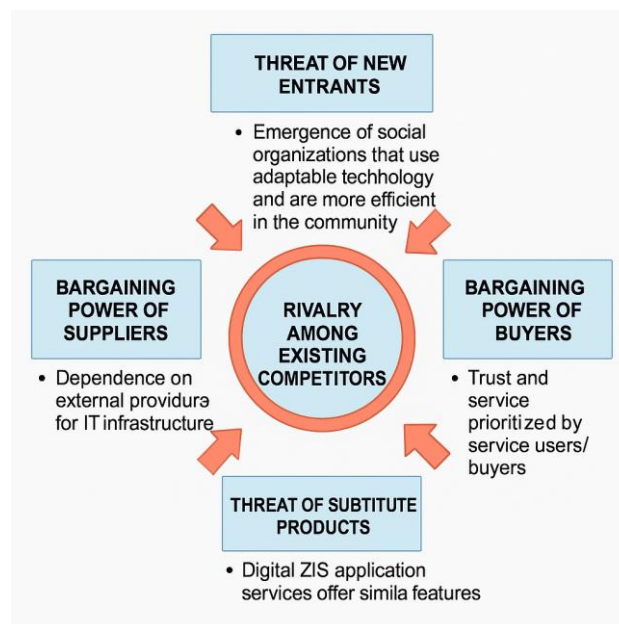 THREAT OF NEW
ENTRANTS
• Emergence of social
organizations that use
adaptable techhology
and are more efficient
in the community
BARGAINING
POWER OF
SUPPLIERS
• Dependence on
external providura
for IT infrastructure
RIVALRY
AMONG
EXISTING
COMPETITORS
BARGAINING
POWER OF
BUYERS
• Trust and
service
prioritized by
service users/
buyers
THREAT OF SUBTITUTE
PRODUCTS
• Digital ZIS application
services offer simila features